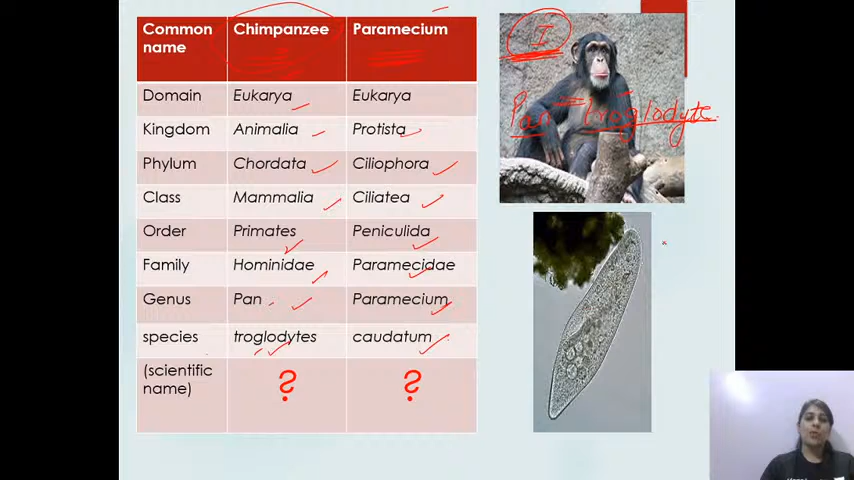 Common name Chimpanzee Paramecium
Domain Eukarya Eukarya
Kingdom Animalia Protista
Phylum Chordata Ciliophora
Class Mammalia Ciliatea
Order Primates Peniculida
Family Hominidae Paramecidae
Genus Pan Paramecium
species troglodytes caudatum
(scientific name) ? ?
I
Pan troglodyte